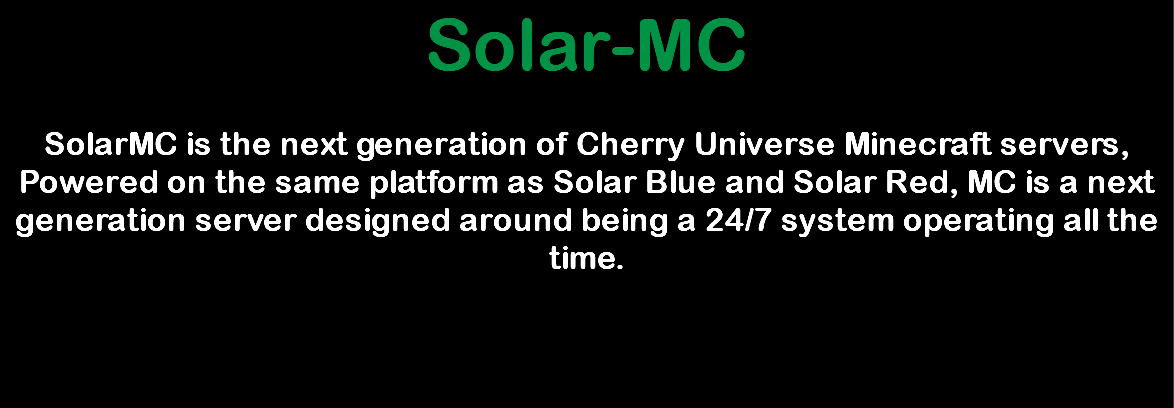 Solar-MC
SolarMC is the next generation of Cherry Universe Minecraft servers,
Powered on the same platform as Solar Blue and Solar Red, MC is a next
generation server designed around being a 24/7 system operating all the
time.